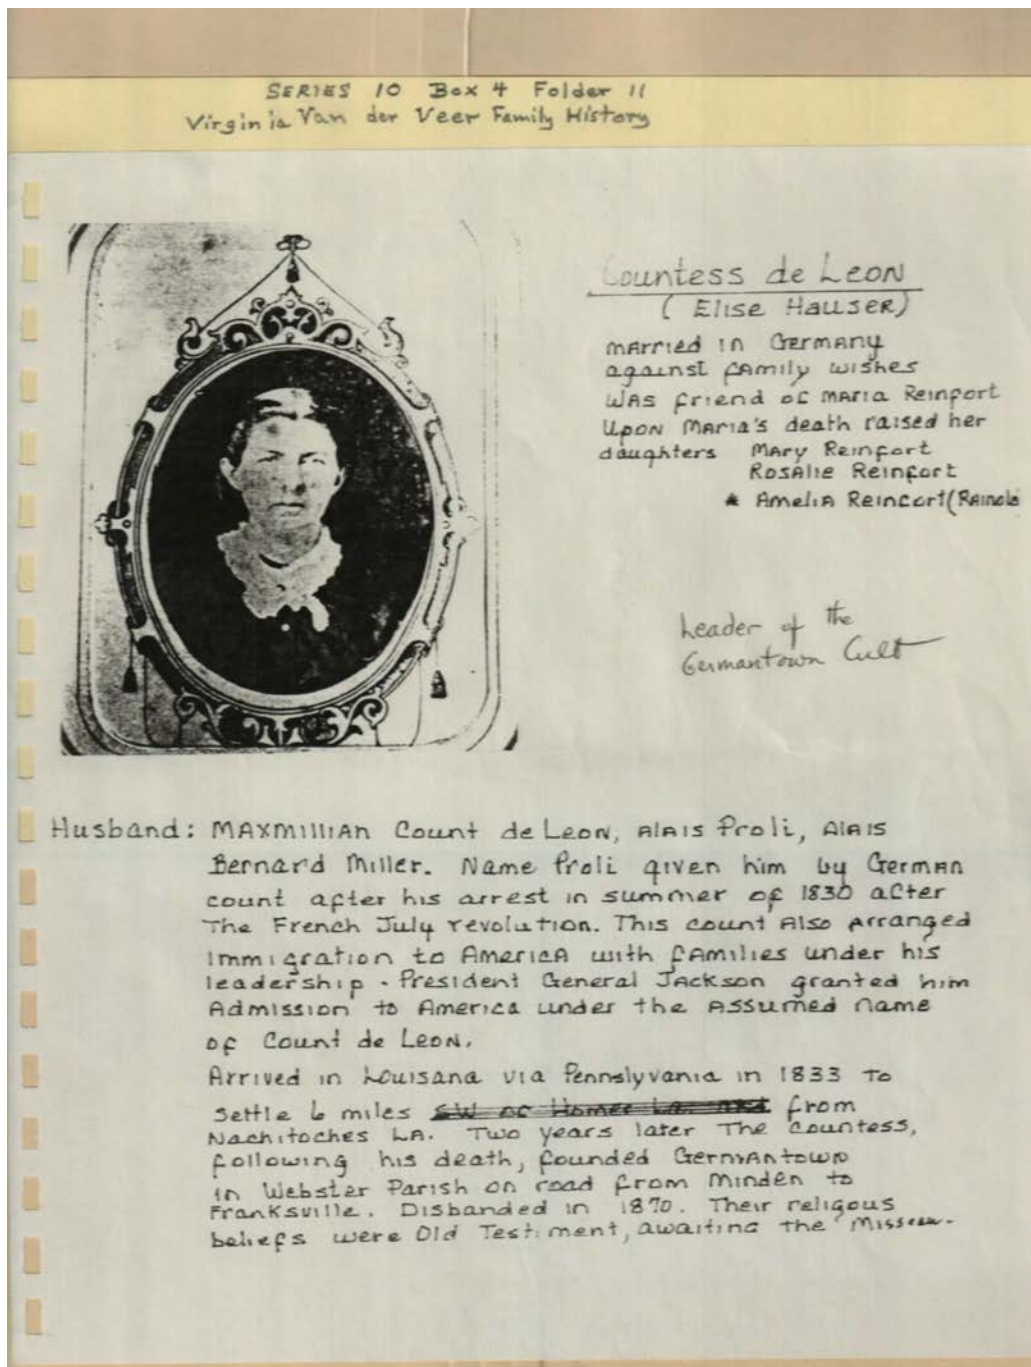 SERIES 10 Box 4 Folder 11
Virginia Van der Veer Family History
Countess de Leon
(Elise Hauser)
married in Germany
against family wishes
was friend of Maria Reinfort
Upon Maria's death raised her
daughters Mary Reinfort
Rosalie Reinfort
* Amelia Reinfort (
Leader of the
Germantown Cult
Husband: Maxmillian Count de Leon, Alais Proli, Alais
Bernard Miller. Name Proli given him by German
count after his arrest in summer of 1830 after
The French July revolution. This count Also Arranged
Immigration to America with families under his
leadership - President General Jackson granted him
Admission to America under the Assumed name
of Count de Leon.
Arrived in Louisana via Pennslyvania in 1833 to
settle 6 miles SW of Homer La. and from
Nachitoches LA. Two years later The Countess,
following his death, founded Germantown
in Webster Parish on road from Minden to
Franksville. Disbanded in 1870. Their religous
beliefs were Old Testiment, awaiting the